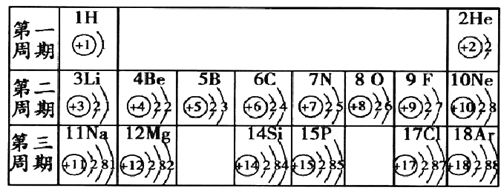 第一周期 1H 2He
+1 1 +2 2
第二周期 3Li 4Be 5B 6C 7N 8 O 9 F 10Ne
+3 2 1 +4 2 2 +5 2 3 +6 2 4 +7 2 5 +8 2 6 +9 2 7 +10 2 8
第三周期 11Na 12Mg 14Si 15P 17Cl 18Ar
+11 2 8 1 +12 2 8 2 +14 2 8 4 +15 2 8 5 +17 2 8 7 +18 2 8 8